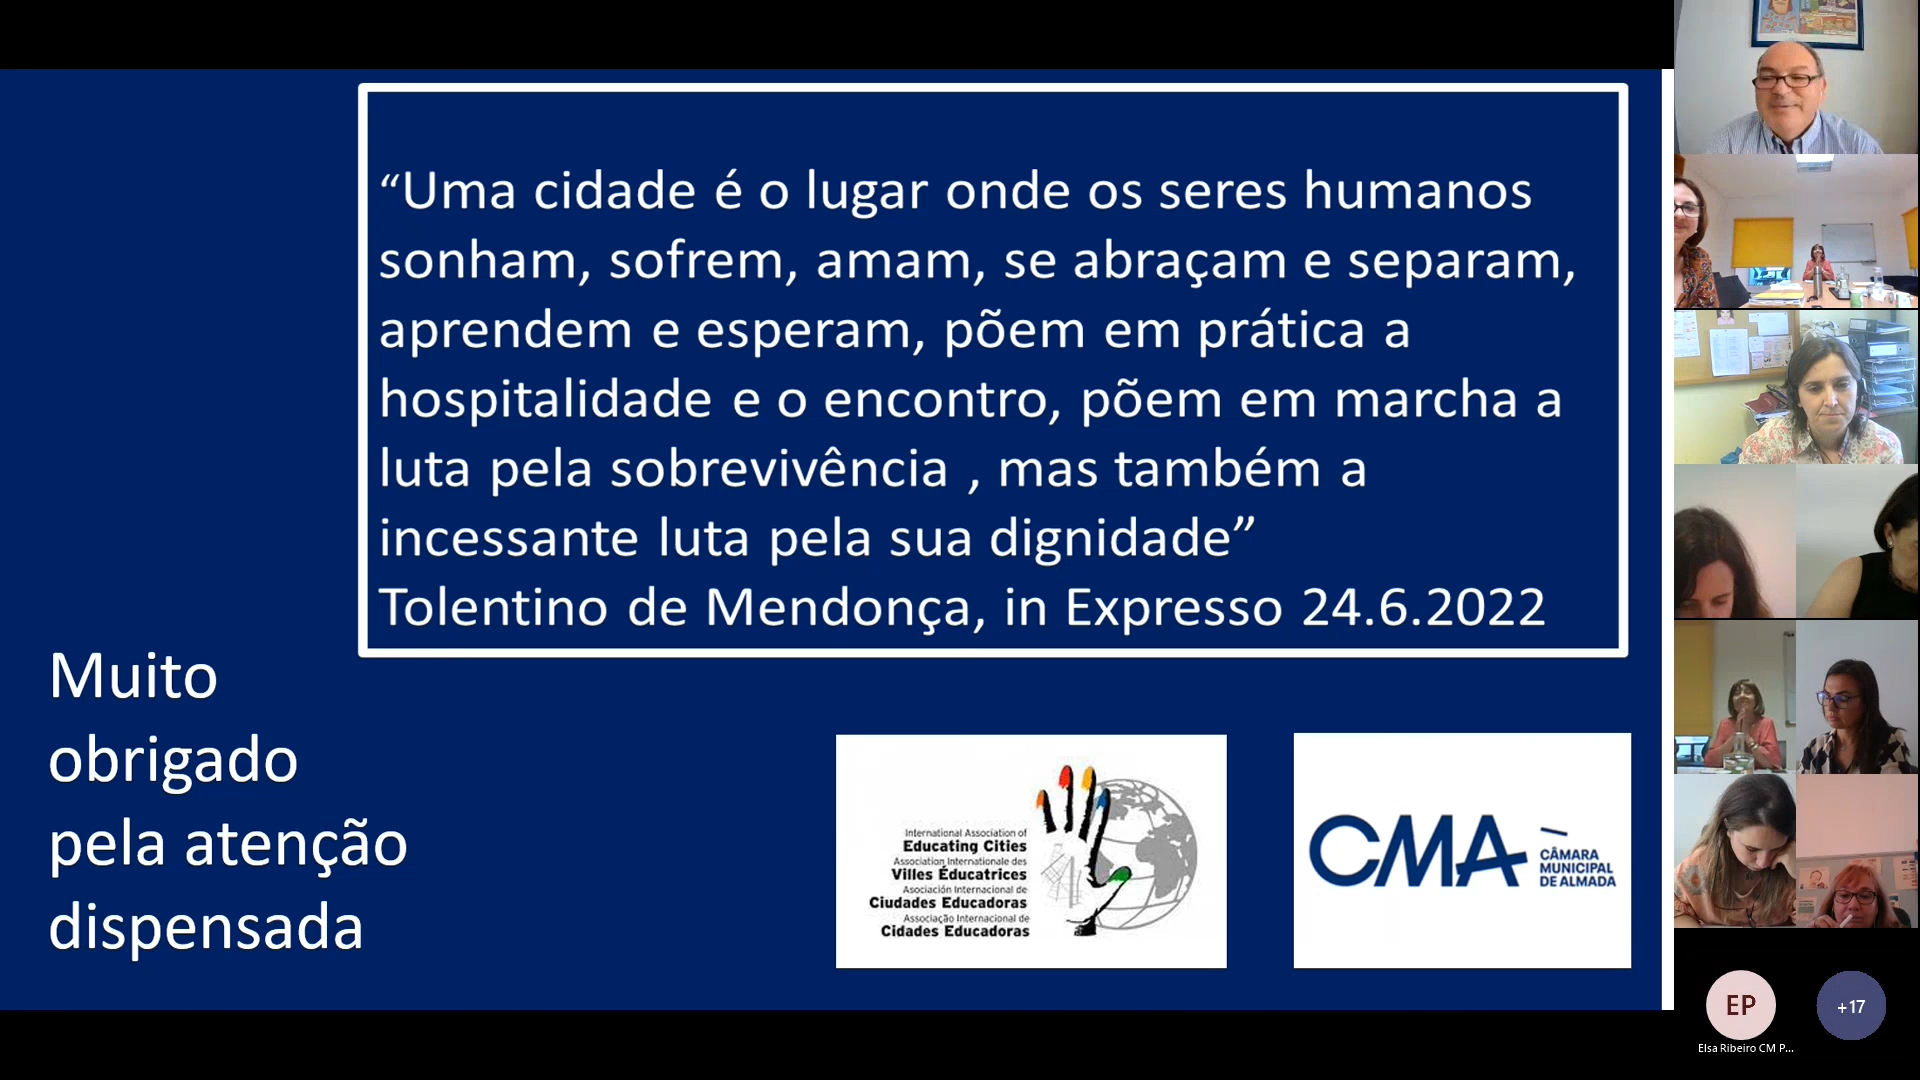 “Uma cidade é o lugar onde os seres humanos
sonham, sofrem, amam, se abraçam e separam,
aprendem e esperam, põem em prática a
hospitalidade e o encontro, põem em marcha a
luta pela sobrevivência , mas também a
incessante luta pela sua dignidade”
Tolentino de Mendonça, in Expresso 24.6.2022
Muito
obrigado
pela atenção
dispensada
International Association of
Educating Cities
Association Internationale des
Villes Éducatrices
Asociación Internacional de
Ciudades Educadoras
Associação Internacional de
Cidades Educadoras
CMA
CÂMARA
MUNICIPAL
DE ALMADA
EP
+17
Elsa Ribeiro CM P...